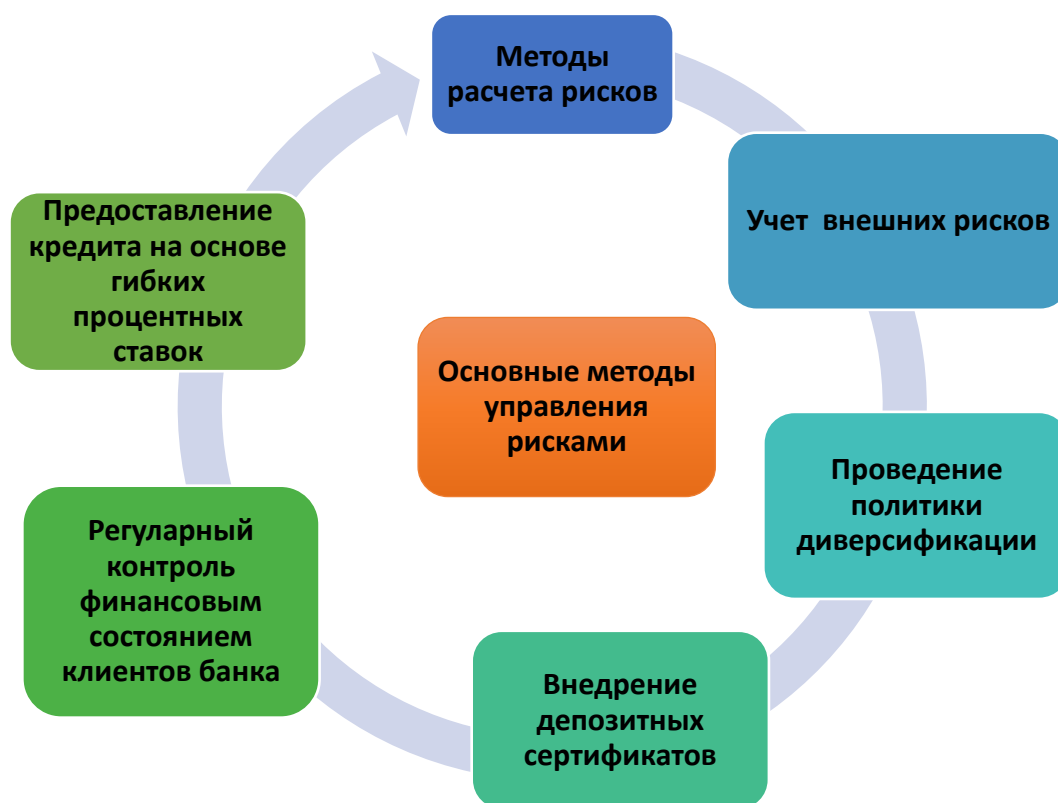 Методы
расчета рисков
Учет  внешних рисков
Проведение
политики
диверсификации
Внедрение
депозитных
сертификатов
Регуларный
контроль
финансовым
состоянием
клиентов банка
Предоставление
кредита на основе
гибких
процентных
ставок
Основные методы
управления
рисками